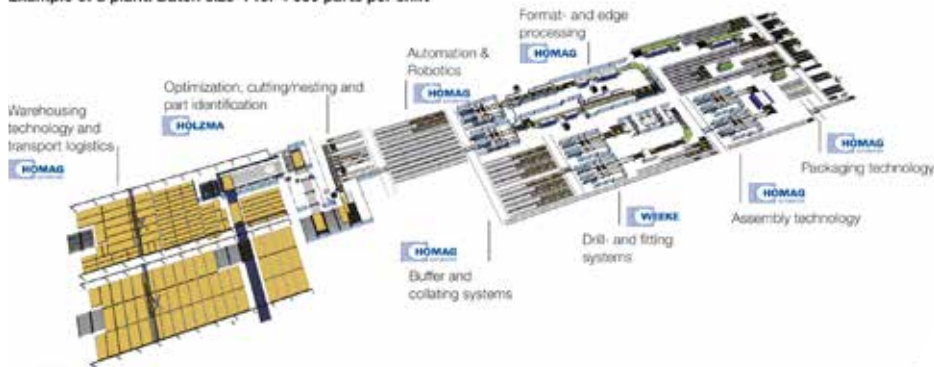 Format- and edge
processing
HOMAG
Automation &
Robotics
HOMAG
Optimization, cutting/nesting and
part identification
HOLZMA
Warehousing
technology and
transport logistics
HOMAG
HOMAG
Packaging technology
HOMAG
Assembly technology
WEEKE
Drill- and fitting
systems
HOMAG
Buffer and
collating systems